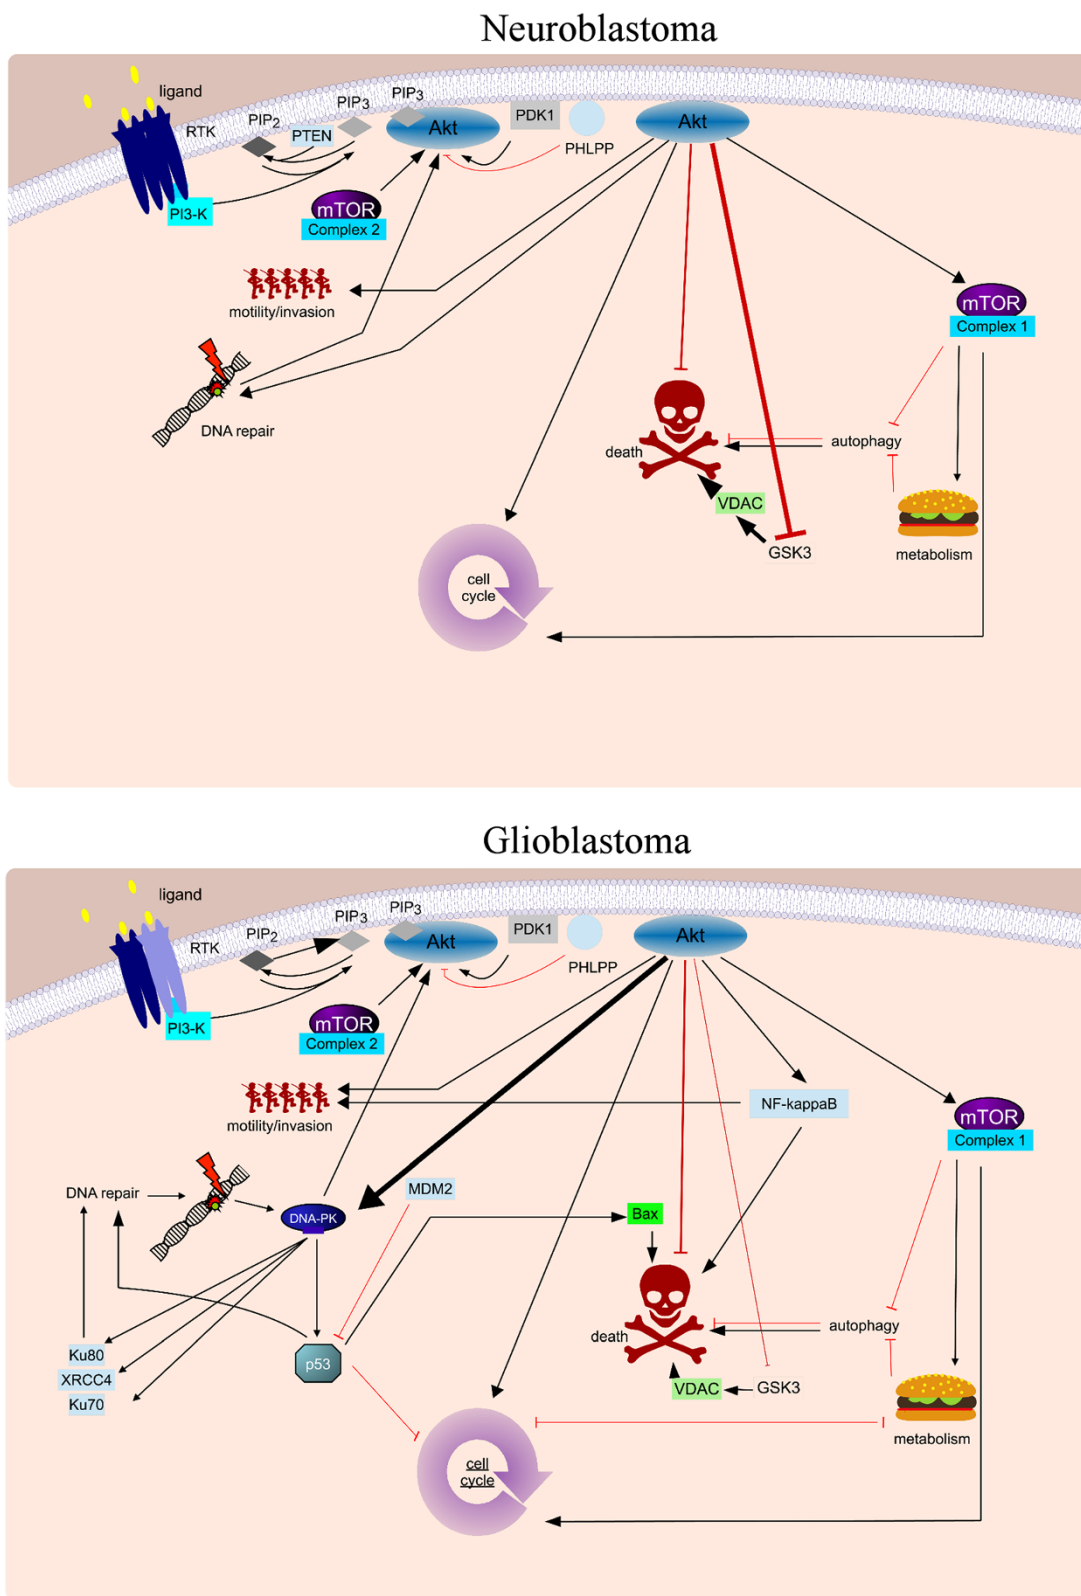 Neuroblastoma
ligand
RTK
PIP2
PTEN
PIP3
PIP3
Akt
PDK1
PHLPP
Akt
PI3-K
mTOR
Complex 2
motility/invasion
mTOR
Complex 1
DNA repair
death
autophagy
VDAC
GSK3
metabolism
cell
cycle
Glioblastoma
ligand
RTK
PIP2
PIP3
PIP3
Akt
PDK1
PHLPP
Akt
PI3-K
mTOR
Complex 2
motility/invasion
NF-kappaB
mTOR
Complex 1
DNA repair
DNA-PK
MDM2
Bax
death
autophagy
Ku80
XRCC4
Ku70
p53
VDAC
GSK3
metabolism
cell
cycle